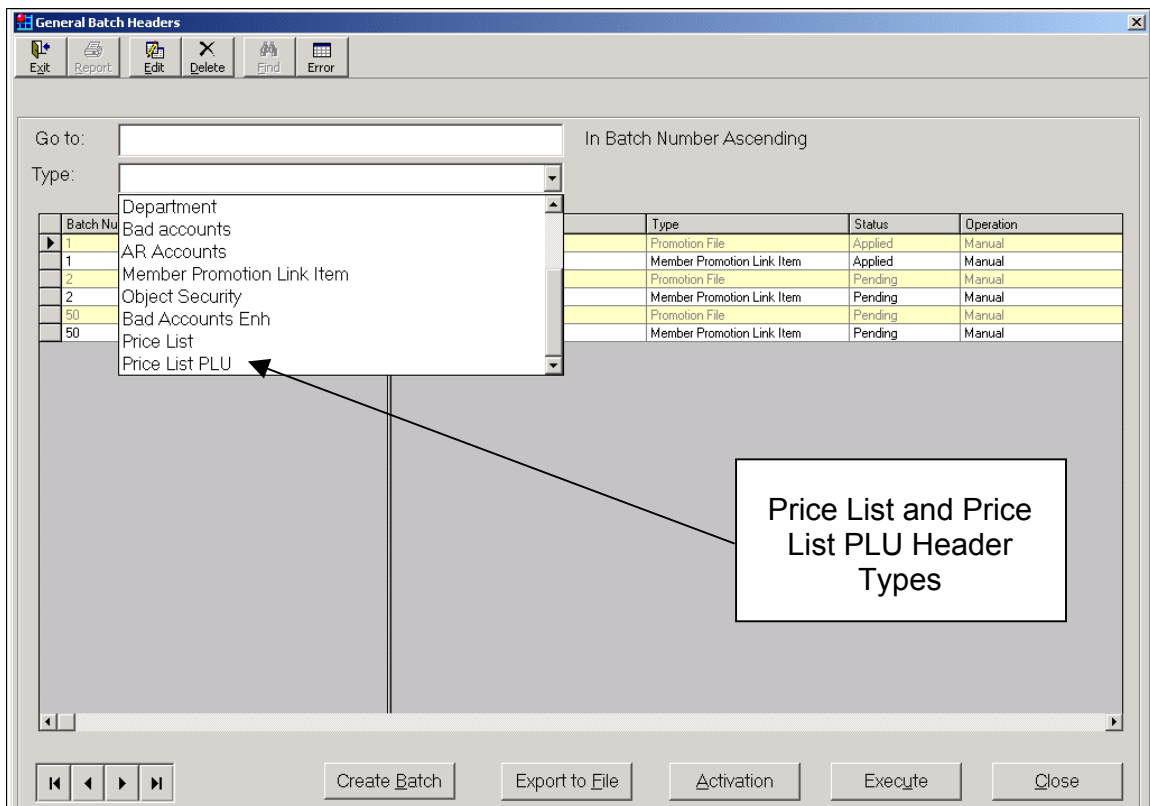 General Batch Headers
Exit Report Edit Delete Find Error
Go to: In Batch Number Ascending
Type:
Department
Bad accounts
AR Accounts
Member Promotion Link Item
Object Security
Bad Accounts Enh
Price List
Price List PLU
Batch Nu Type Status Operation
1 Promotion File Applied Manual
1 Member Promotion Link Item Applied Manual
2 Promotion File Pending Manual
2 Member Promotion Link Item Pending Manual
50 Promotion File Pending Manual
50 Member Promotion Link Item Pending Manual
Price List and Price
List PLU Header
Types
Create Batch Export to File Activation Execute Close